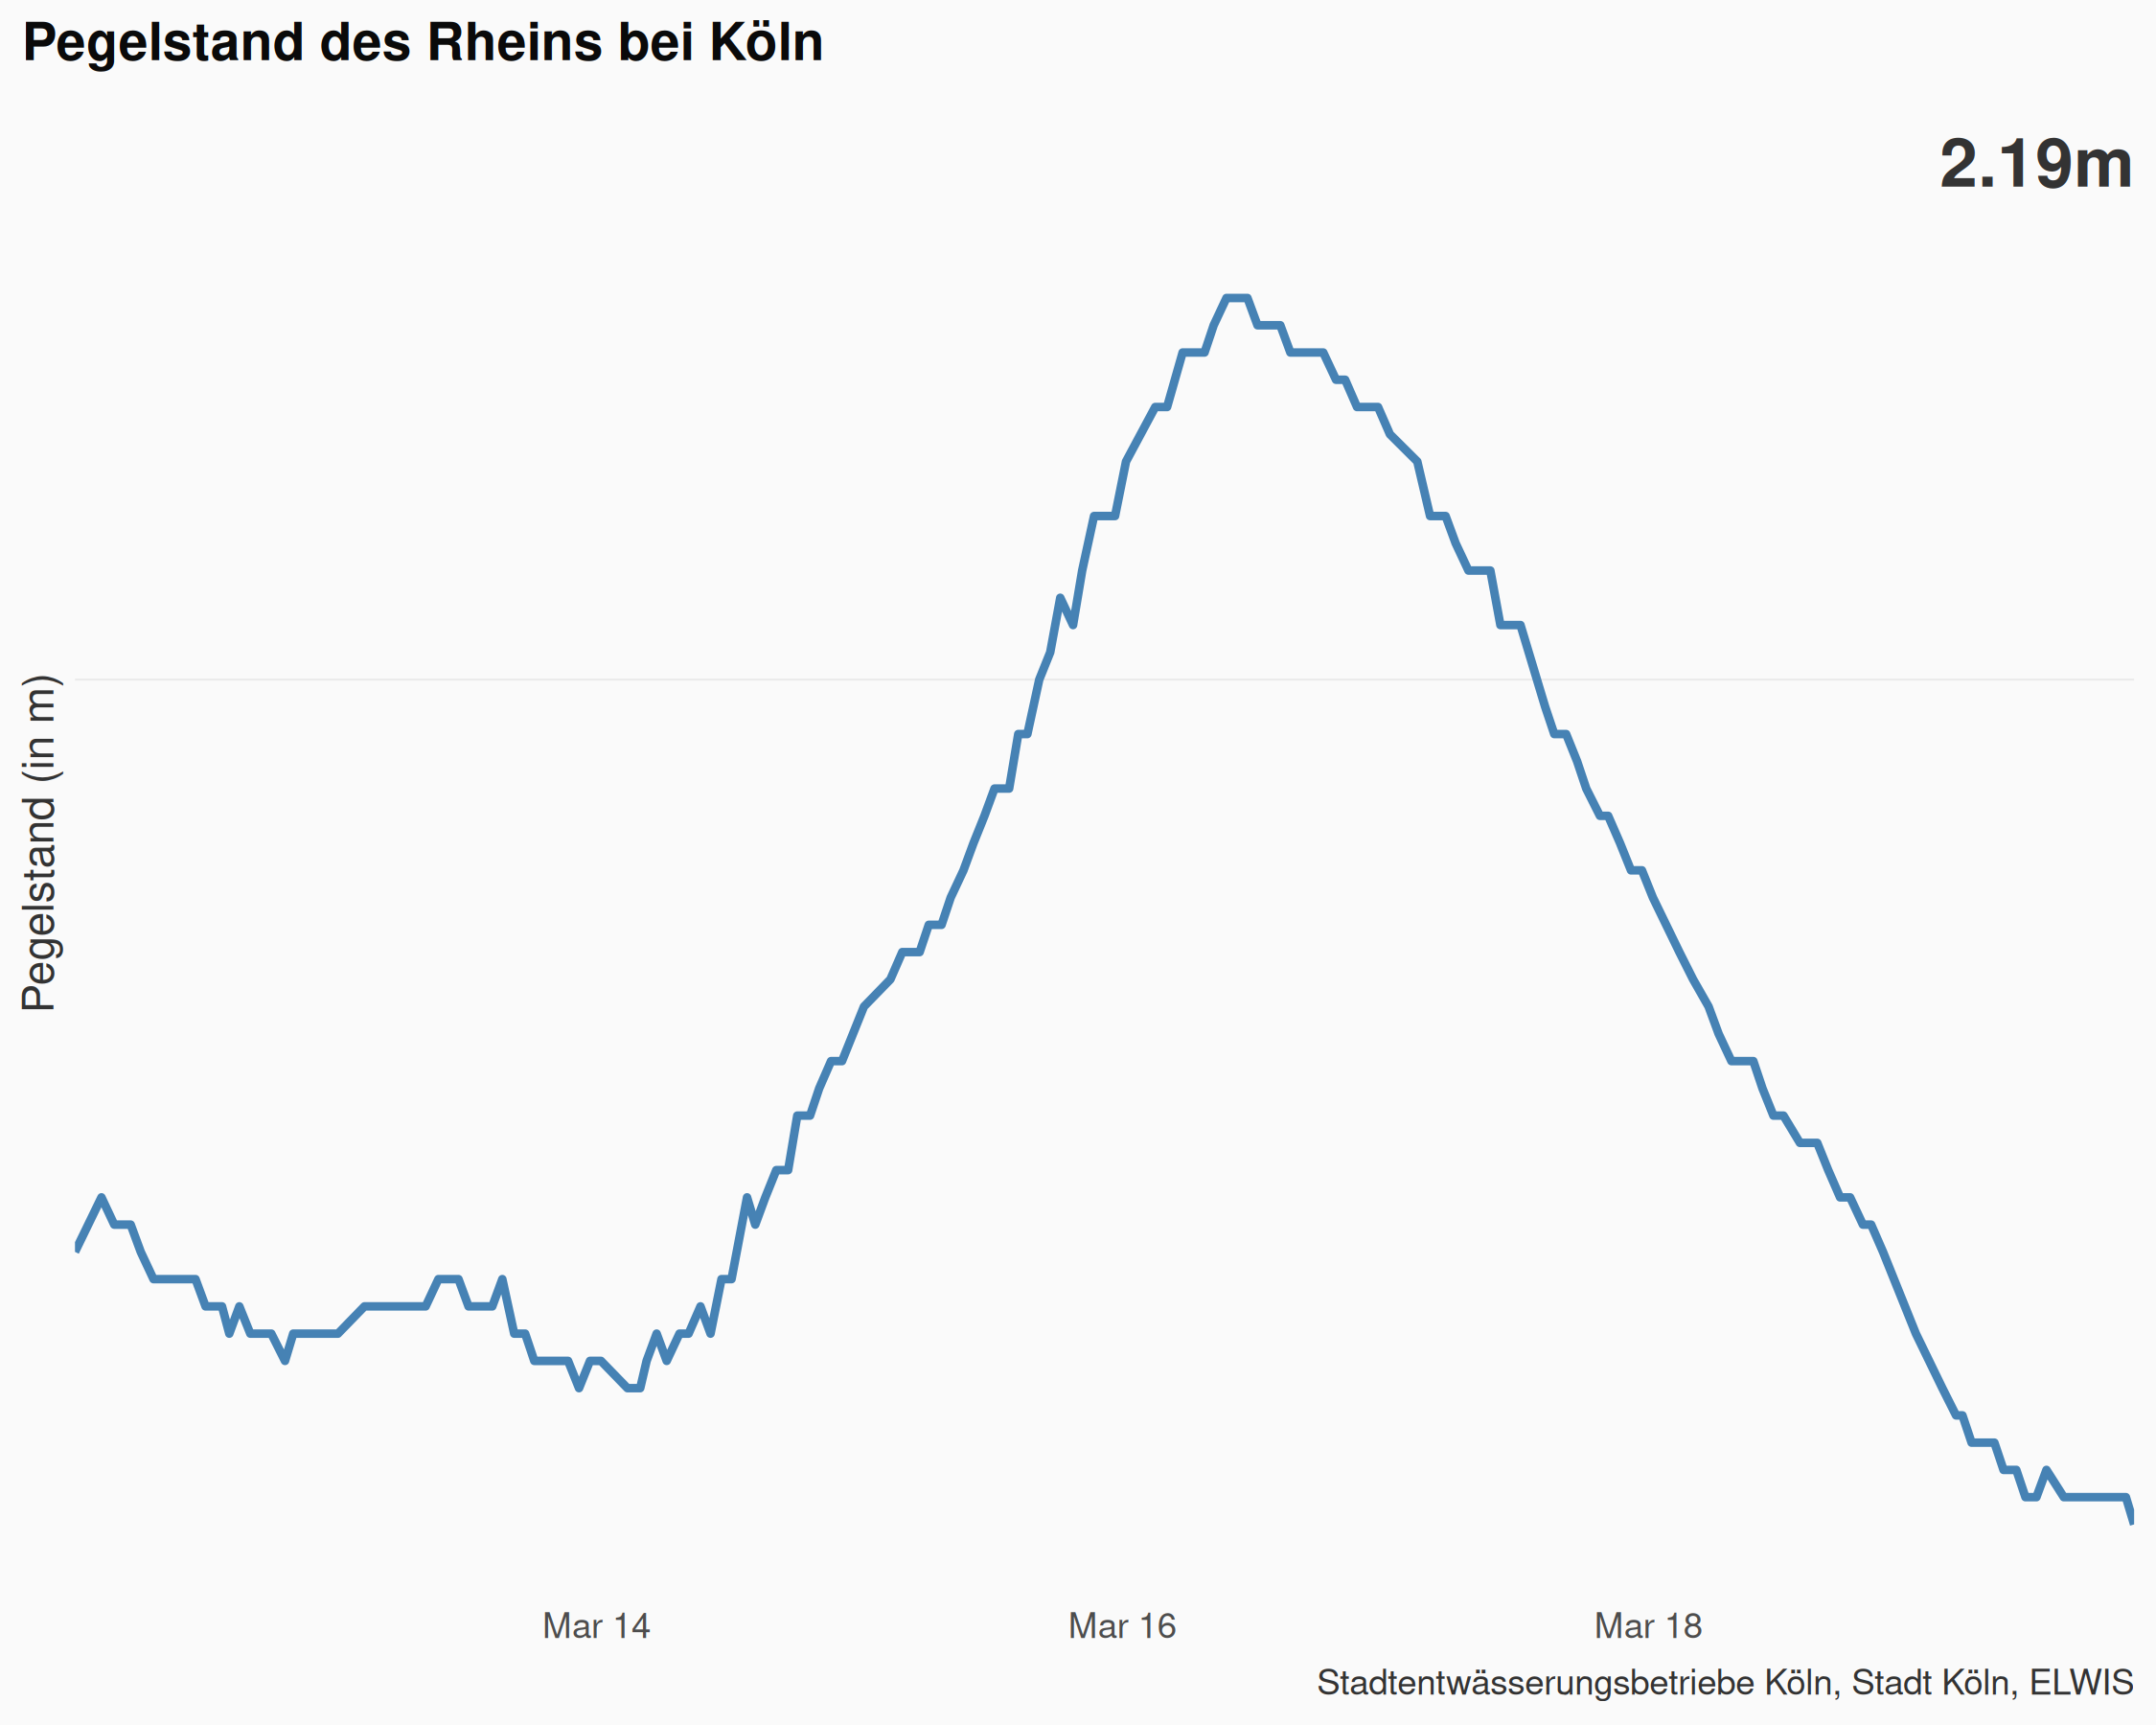 Pegelstand des Rheins bei Köln
2.19m
Pegelstand (in m)
Mar 14
Mar 16
Mar 18
Stadtentwässerungsbetriebe Köln, Stadt Köln, ELWIS